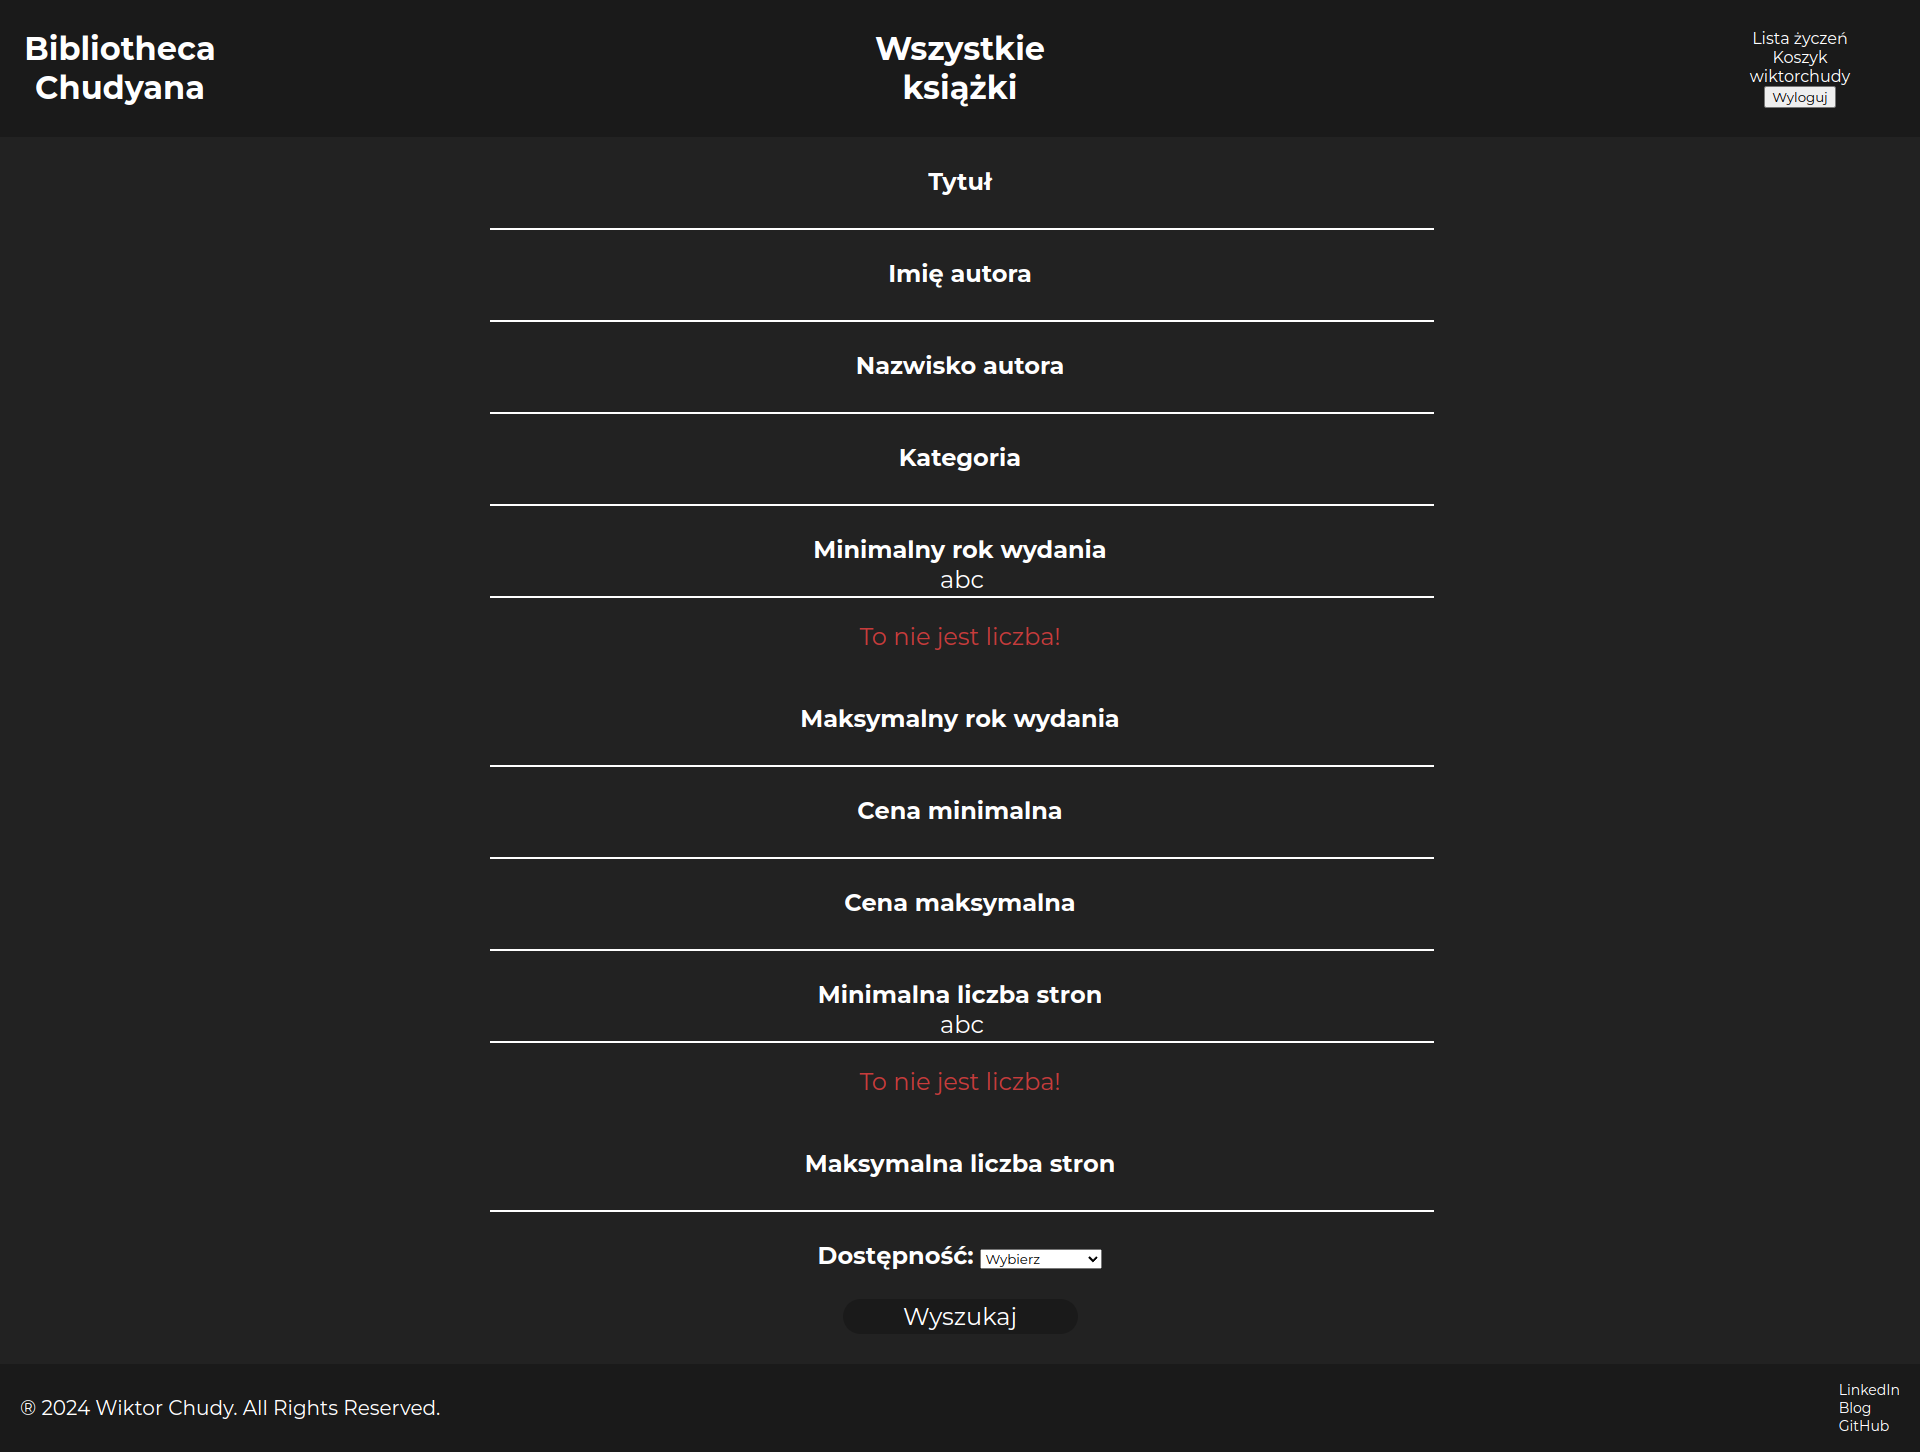 Bibliotheca
Chudyana
Wszystkie
książki
Lista życzeń
Koszyk
wiktorchudy
Wyloguj
Tytuł
Imię autora
Nazwisko autora
Kategoria
Minimalny rok wydania
abc
To nie jest liczba!
Maksymalny rok wydania
Cena minimalna
Cena maksymalna
Minimalna liczba stron
abc
To nie jest liczba!
Maksymalna liczba stron
Dostępność: Wybierz
Wyszukaj
® 2024 Wiktor Chudy. All Rights Reserved.
LinkedIn
Blog
GitHub